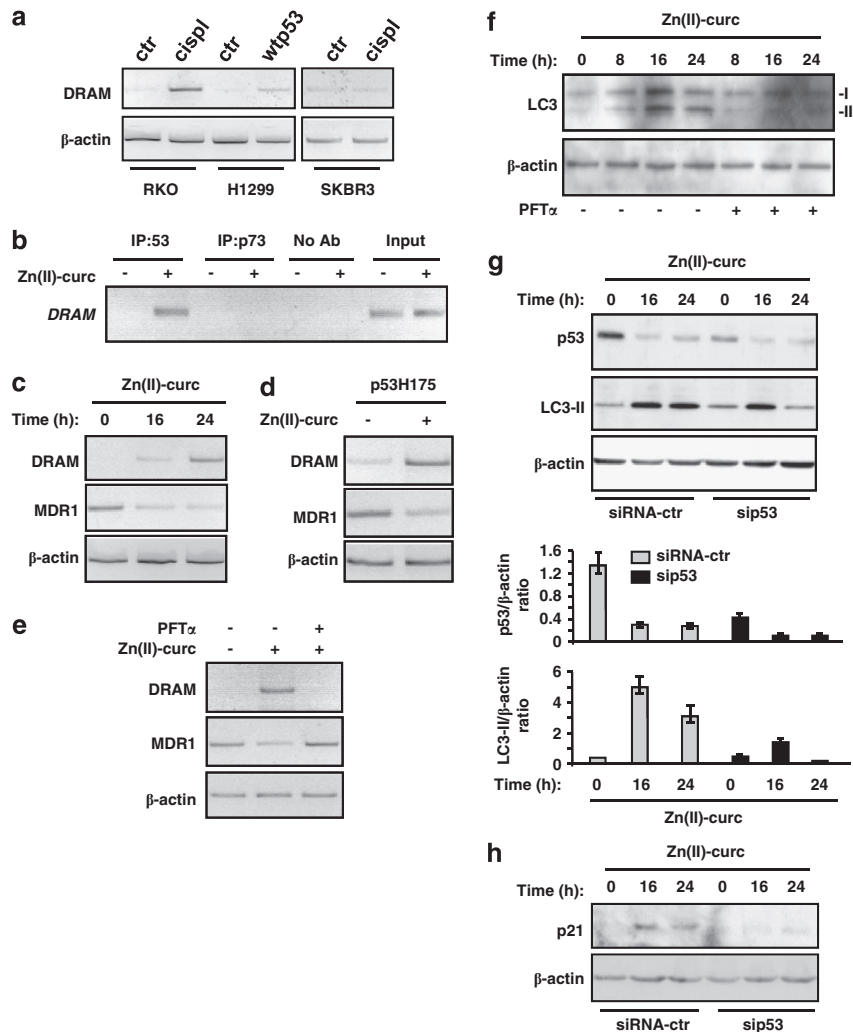 a
ctr cispl ctr wtp53 ctr cispl
DRAM
β-actin
RKO H1299 SKBR3
b
IP:53 IP:p73 No Ab Input
Zn(II)-curc - + - + - + - +
DRAM
c
Zn(II)-curc
Time (h): 0 16 24
DRAM
MDR1
β-actin
d
p53H175
Zn(II)-curc - +
DRAM
MDR1
β-actin
e
PFTα - - +
Zn(II)-curc - + +
DRAM
MDR1
β-actin
f
Zn(II)-curc
Time (h): 0 8 16 24 8 16 24
LC3
-I
-II
β-actin
PFTα - - - - + + +
g
Zn(II)-curc
Time (h): 0 16 24 0 16 24
p53
LC3-II
β-actin
siRNA-ctr sip53
p53/β-actin
ratio
1.6
1.2
0.8
0.4
0
siRNA-ctr
sip53
LC3-II/β-actin
ratio
6
4
2
0
Time (h): 0 16 24 0 16 24
Zn(II)-curc
h
Zn(II)-curc
Time (h): 0 16 24 0 16 24
p21
β-actin
siRNA-ctr sip53